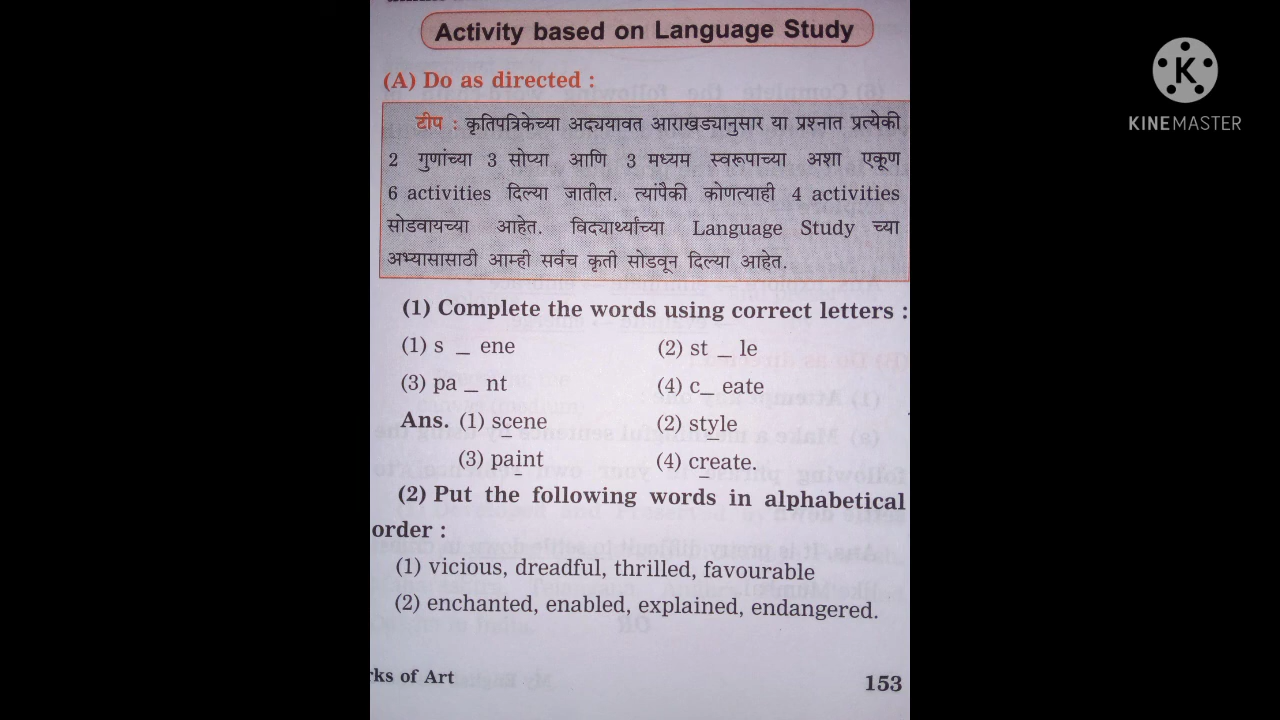 Activity based on Language Study
(A) Do as directed :
टीप : कृतिपत्रिकेच्या अद्ययावत आराखड्यानुसार या प्रश्नात प्रत्येकी
2 गुणांच्या 3 सोप्या आणि 3 मध्यम स्वरूपाच्या अशा एकूण
6 activities दिल्या जातील. त्यांपैकी कोणत्याही 4 activities
सोडवायच्या आहेत. विद्यार्थ्यांच्या Language Study च्या
अभ्यासासाठी आम्ही सर्वच कृती सोडवून दिल्या आहेत.
(1) Complete the words using correct letters :
(1) s _ ene (2) st _ le
(3) pa _ nt (4) c_ eate
Ans. (1) scene (2) style
(3) paint (4) create.
(2) Put the following words in alphabetical
order :
(1) vicious, dreadful, thrilled, favourable
(2) enchanted, enabled, explained, endangered.
rks of Art 153
K
KINEMASTER